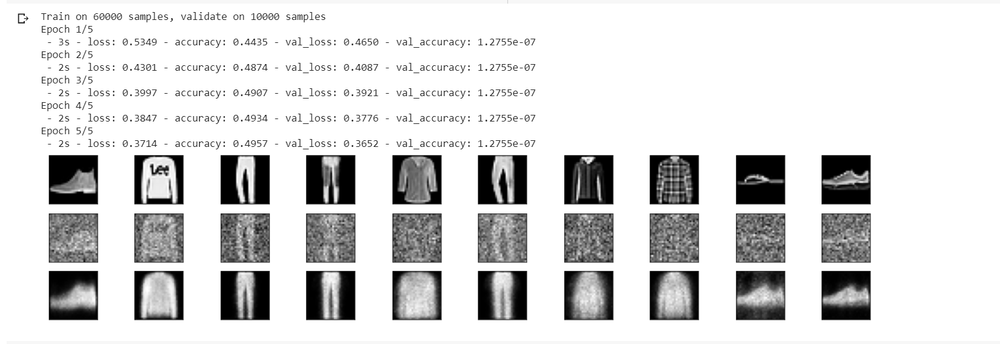 Train on 60000 samples, validate on 10000 samples
Epoch 1/5
- 3s - loss: 0.5349 - accuracy: 0.4435 - val_loss: 0.4650 - val_accuracy: 1.2755e-07
Epoch 2/5
- 2s - loss: 0.4301 - accuracy: 0.4874 - val_loss: 0.4087 - val_accuracy: 1.2755e-07
Epoch 3/5
- 2s - loss: 0.3997 - accuracy: 0.4907 - val_loss: 0.3921 - val_accuracy: 1.2755e-07
Epoch 4/5
- 2s - loss: 0.3847 - accuracy: 0.4934 - val_loss: 0.3776 - val_accuracy: 1.2755e-07
Epoch 5/5
- 2s - loss: 0.3714 - accuracy: 0.4957 - val_loss: 0.3652 - val_accuracy: 1.2755e-07
Lee